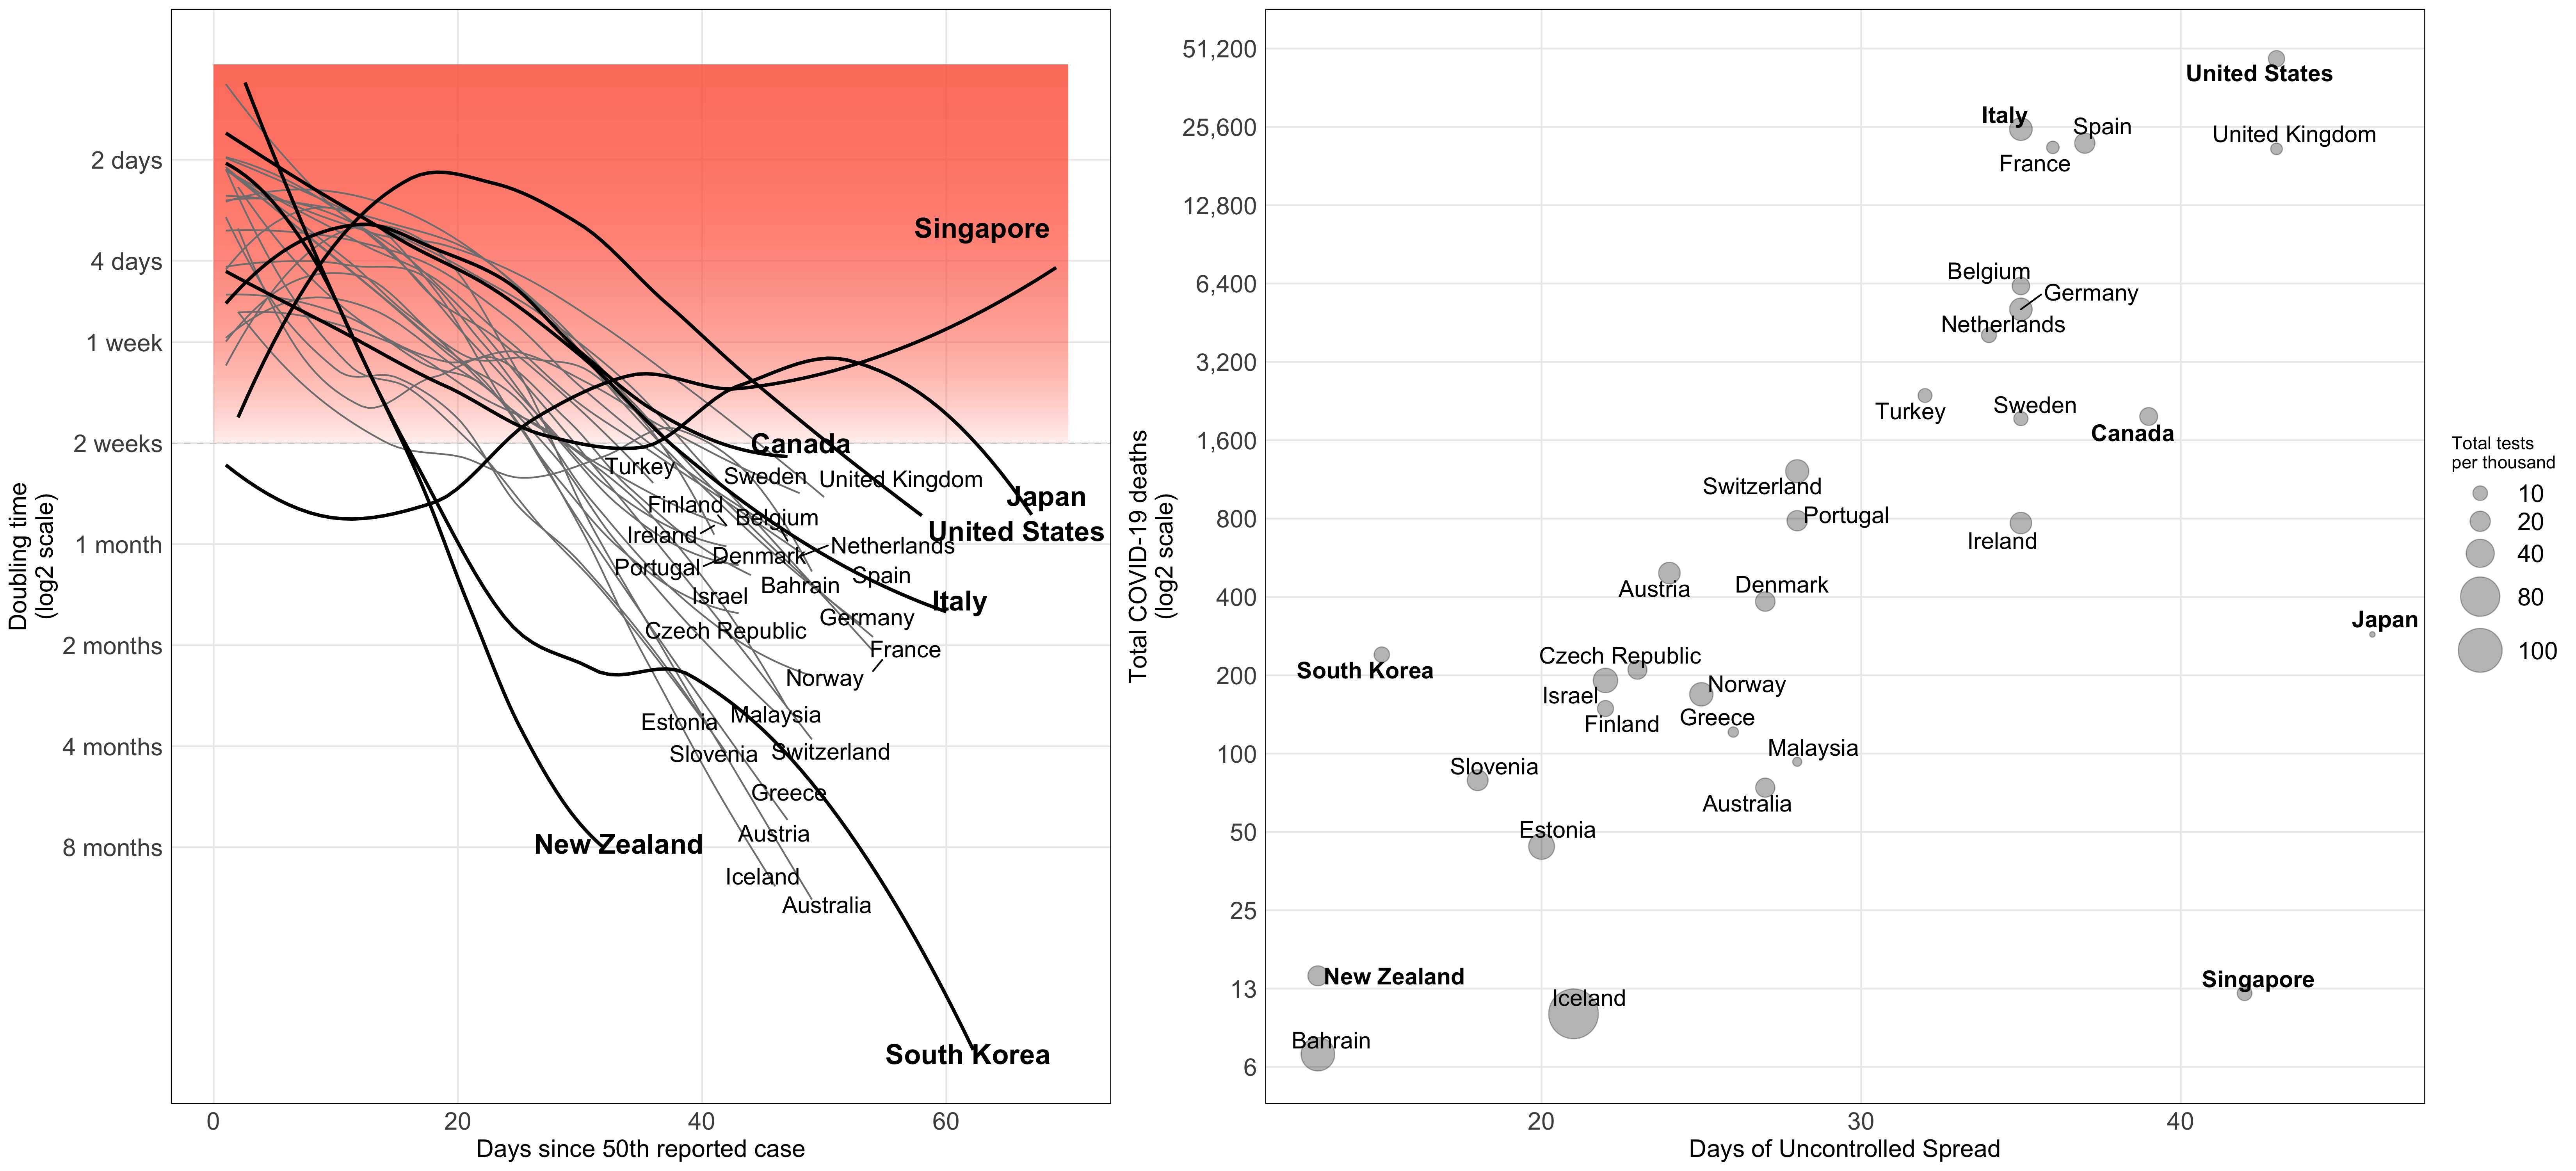 Doubling time
(log2 scale)
2 days
4 days
1 week
2 weeks
1 month
2 months
4 months
8 months
Singapore
Canada
Turkey
Sweden
United Kingdom
Japan
Finland
Belgium
United States
Ireland
Netherlands
Denmark
Portugal
Spain
Bahrain
Israel
Italy
Germany
Czech Republic
France
Norway
Malaysia
Estonia
Switzerland
Slovenia
Greece
Austria
New Zealand
Iceland
Australia
South Korea
0
20
40
60
Days since 50th reported case
Total COVID-19 deaths
(log2 scale)
51,200
25,600
12,800
6,400
3,200
1,600
800
400
200
100
50
25
13
6
United States
Italy
Spain
United Kingdom
France
Belgium
Germany
Netherlands
Turkey
Sweden
Canada
Switzerland
Portugal
Ireland
Austria
Denmark
Japan
South Korea
Czech Republic
Israel
Norway
Finland
Greece
Malaysia
Slovenia
Australia
Estonia
New Zealand
Singapore
Iceland
Bahrain
20
30
40
Days of Uncontrolled Spread
Total tests
per thousand
10
20
40
80
100